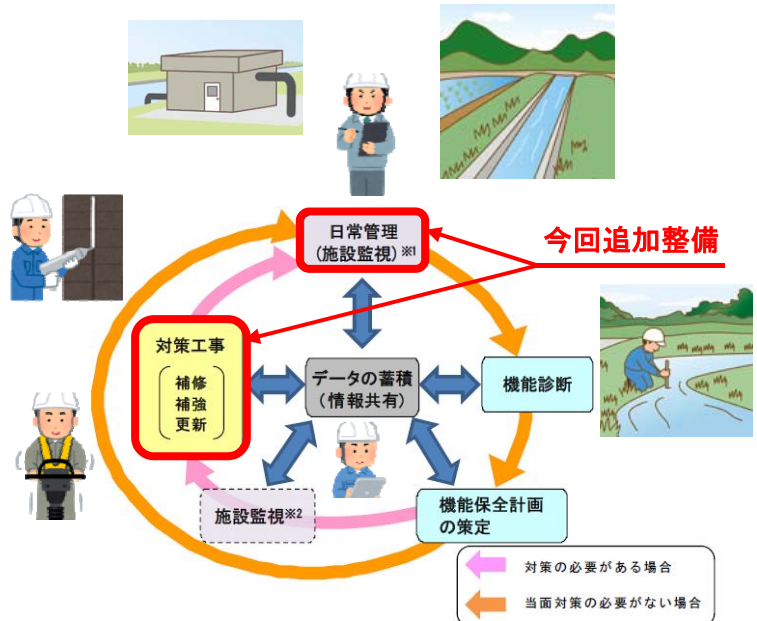 日常管理
(施設監視)※1
今回追加整備
対策工事
補修
補強
更新
データの蓄積
(情報共有)
機能診断
施設監視※2
機能保全計画
の策定
対策の必要がある場合
当面対策の必要がない場合